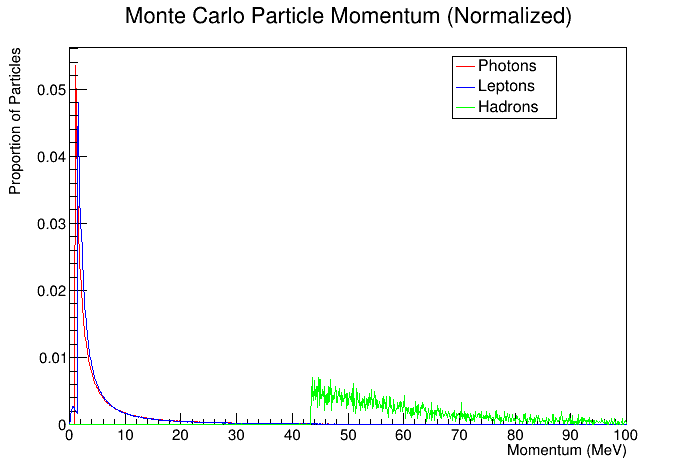 Monte Carlo Particle Momentum (Normalized)
Proportion of Particles
Photons
Leptons
Hadrons
0.05
0.04
0.03
0.02
0.01
0
0 10 20 30 40 50 60 70 80 90 100
Momentum (MeV)